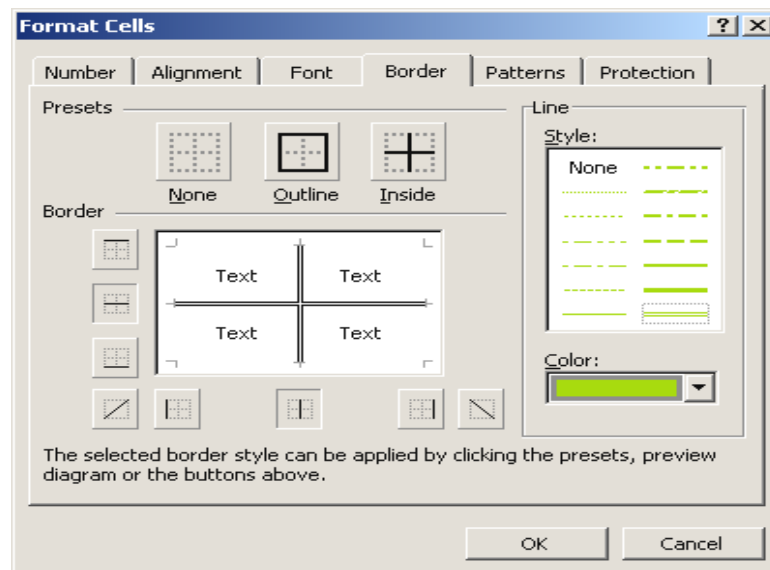 Format Cells
Number Alignment Font Border Patterns Protection
Presets
None Outline Inside
Border
Text Text
Text Text
Line
Style:
None
Color:
The selected border style can be applied by clicking the presets, preview
diagram or the buttons above.
OK Cancel